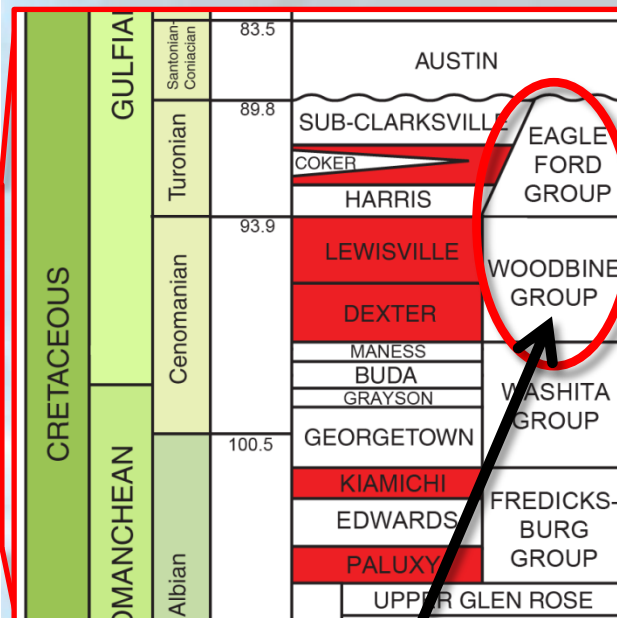 83.5
GULFIA
Santonian-
Coniacian
AUSTIN
89.8
Turonian
SUB-CLARKSVILLE
COKER
HARRIS
EAGLE
FORD
GROUP
93.9
CRETACEOUS
Cenomanian
LEWISVILLE
DEXTER
WOODBINE
GROUP
MANESS
BUDA
GRAYSON
WASHITA
GROUP
GEORGETOWN
100.5
OMANCHEAN
Albian
KIAMICHI
EDWARDS
PALUXY
FREDICKS-
BURG
GROUP
UPPER GLEN ROSE